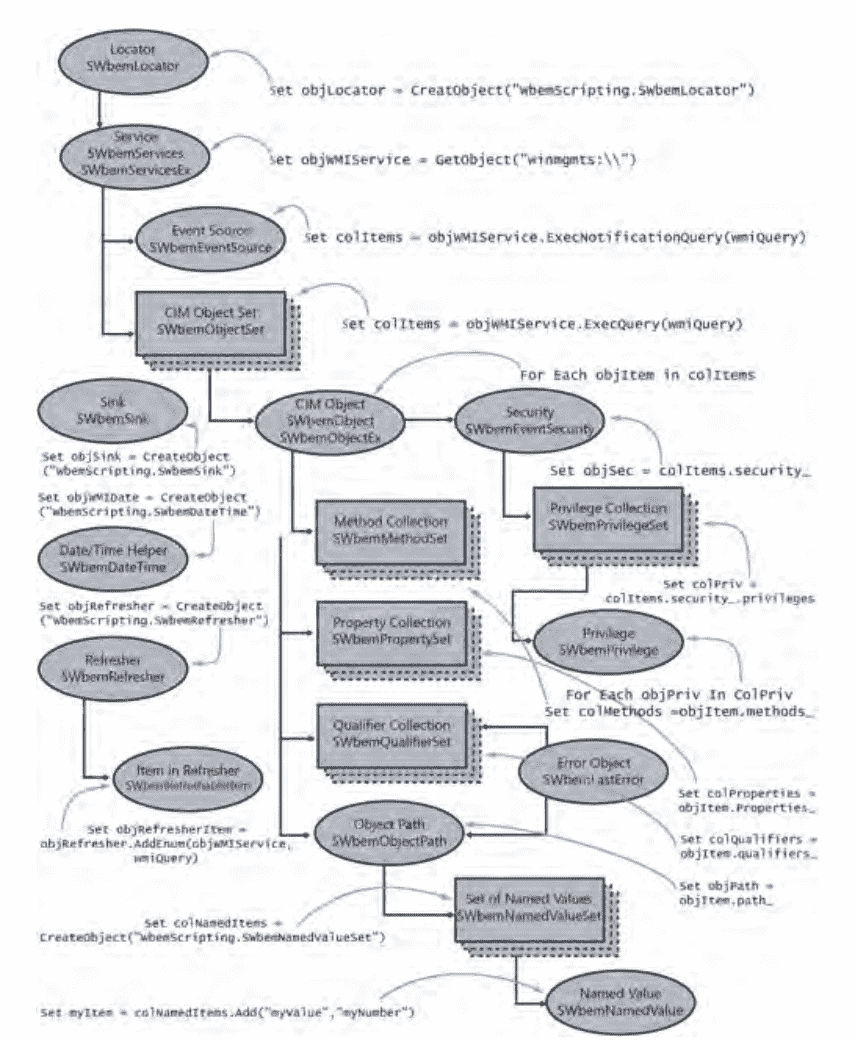 Locator
SWbemLocator
Set objLocator = CreatObject("wbemScripting.SWbemLocator")
Service
SWbemServices
SWbemServicesEx
Set objWMIService = GetObject("winmgmts:\\")
Event Source
SWbemEventSource
Set colItems = objWMIService.ExecNotificationQuery(wmiQuery)
CIM Object Set
SWbemObjectSet
Set colItems = objWMIService.ExecQuery(wmiQuery)
For Each objItem in colItems
Sink
SWbemSink
CIM Object
SWbemObject
SWbemObjectEx
Security
SWbemEventSecurity
Set objSink = CreateObject
("WbemScripting.SWbemSink")
Set objSec = colItems.security_
Set objWMIDate = CreateObject
("WbemScripting.SWbemDateTime")
Method Collection
SWbemMethodSet
Privilege Collection
SWbemPrivilegeSet
Date/Time Helper
SWbemDateTime
Set colPriv =
colItems.security_.privileges
Set objRefresher = CreateObject
("WbemScripting.SWbemRefresher")
Property Collection
SWbemPropertySet
Privilege
SWbemPrivilege
Refresher
SWbemRefresher
For Each objPriv In ColPriv
Set colMethods =objItem.methods_
Qualifier Collection
SWbemQualifierSet
Error Object
SWbemLastError
Item in Refresher
SWbemRefreshableItem
Set colProperties =
objItem.Properties_
Set objRefresherItem =
objRefresher.AddEnum(objWMIService,
wmiQuery)
Object Path
SWbemObjectPath
Set colQualifiers =
objItem.qualifiers_
Set objPath =
objItem.path_
Set of Named Values
SWbemNamedValueSet
Set colNamedItems =
CreateObject("WbemScripting.SWbemNamedValueSet")
Named Value
SWbemNamedValue
Set myItem = colNamedItems.Add("myValue","myNumber")